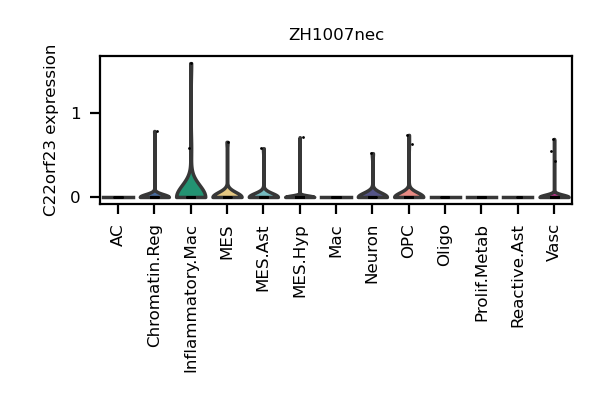 ZH1007nec
C22orf23 expression
1
0
AC
Chromatin.Reg
Inflammatory.Mac
MES
MES.Ast
MES.Hyp
Mac
Neuron
OPC
Oligo
Prolif.Metab
Reactive.Ast
Vasc